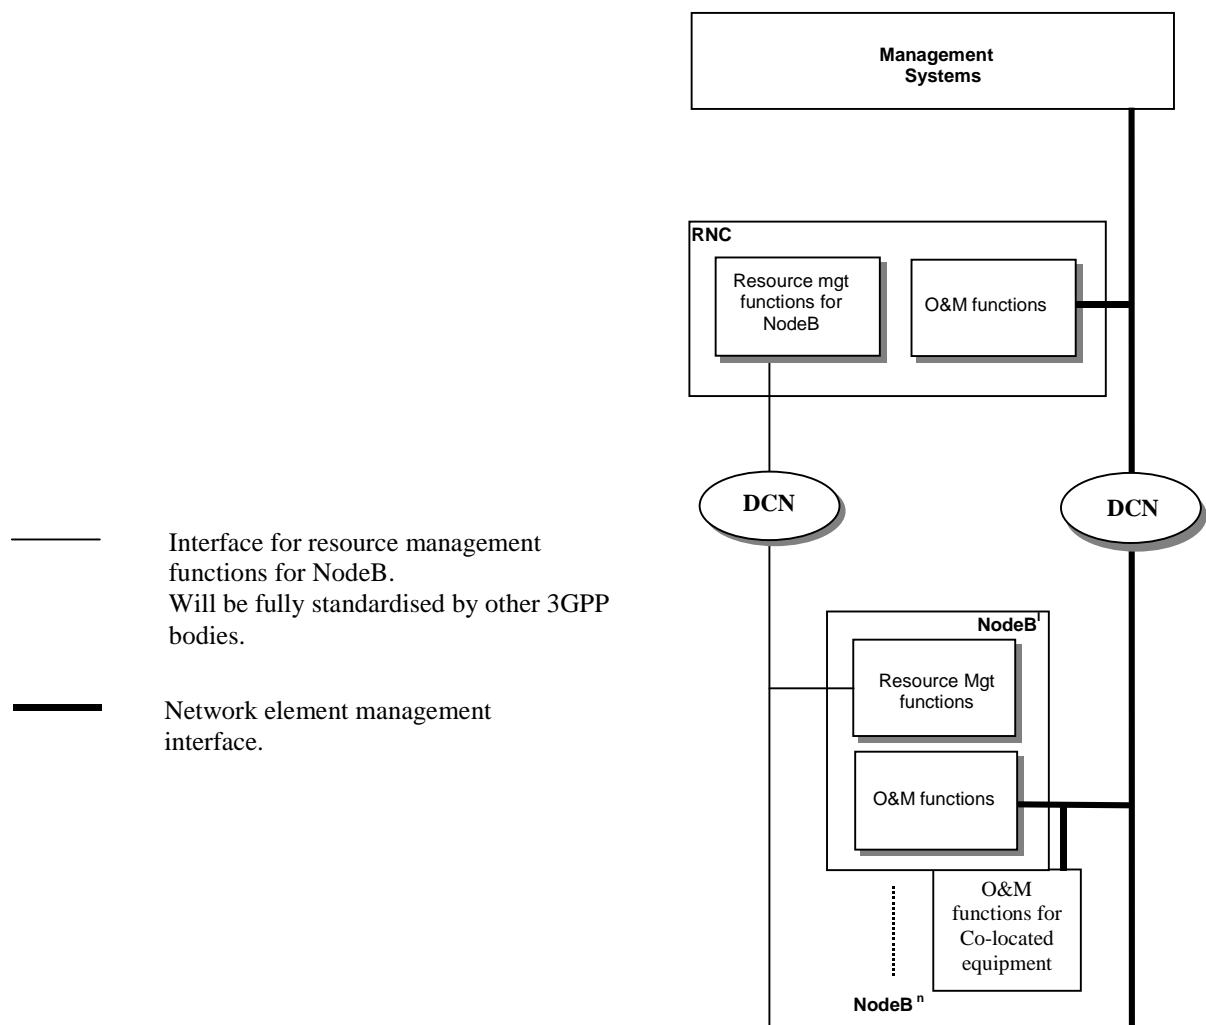 Management
Systems
RNC
Resource mgt
functions for
NodeB
O&M functions
DCN
DCN
Interface for resource management
functions for NodeB.
Will be fully standardised by other 3GPP
bodies.
NodeB l
Resource Mgt
functions
Network element management
interface.
O&M functions
O&M
functions for
Co-located
equipment
NodeB n